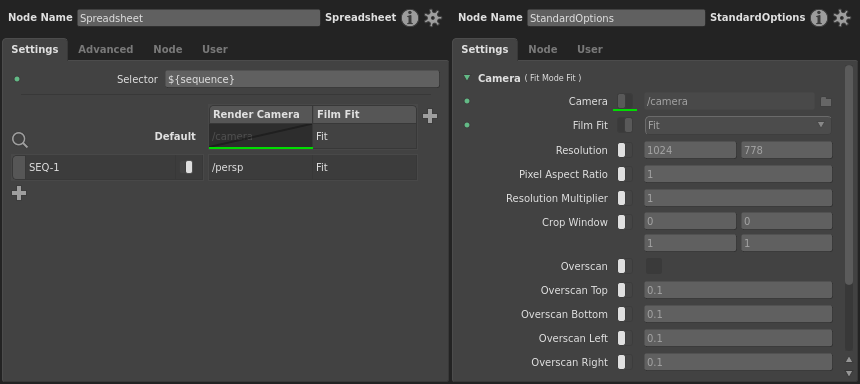 Node Name Spreadsheet Spreadsheet
Settings Advanced Node User
Selector ${sequence}
Render Camera Film Fit
Default /camera Fit
SEQ-1 /persp Fit
Node Name StandardOptions StandardOptions
Settings Node User
Camera ( Fit Mode Fit )
Camera /camera
Film Fit Fit
Resolution 1024 778
Pixel Aspect Ratio 1
Resolution Multiplier 1
Crop Window 0 0
1 1
Overscan
Overscan Top 0.1
Overscan Bottom 0.1
Overscan Left 0.1
Overscan Right 0.1